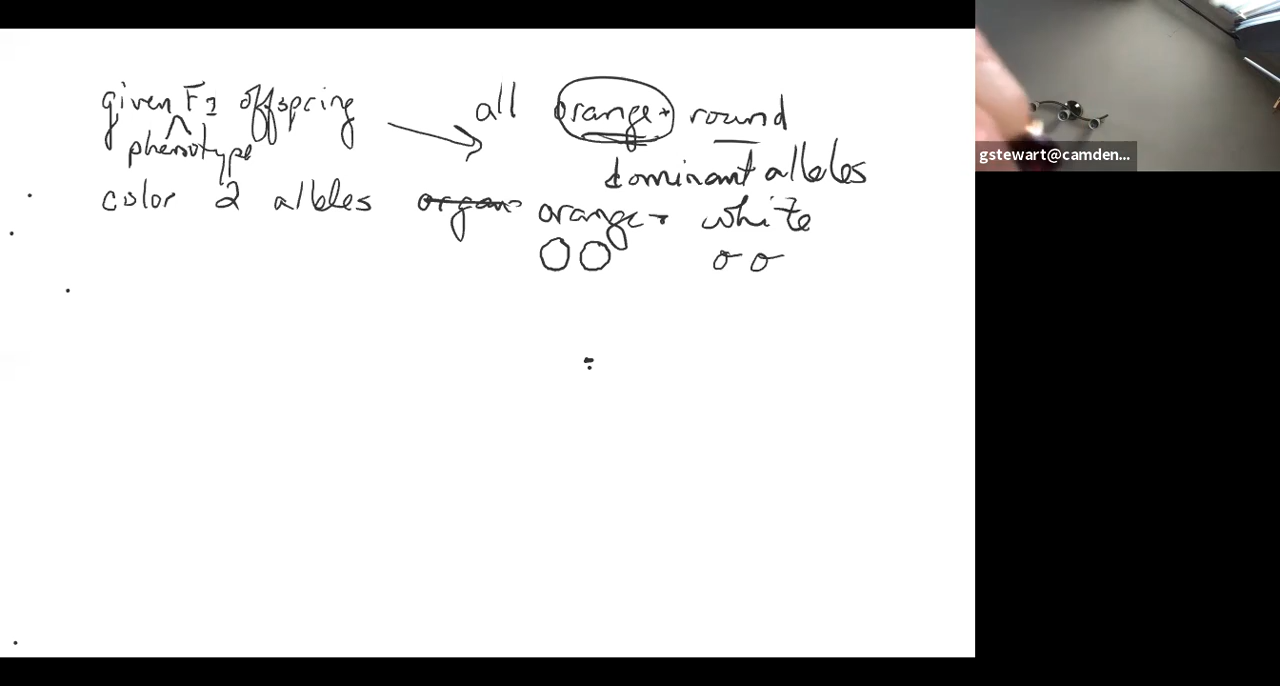 given F1 offspring all orange + round
phenotype
dominant alleles
color 2 alleles organ orange - white
OO oo
gstewart@camden...